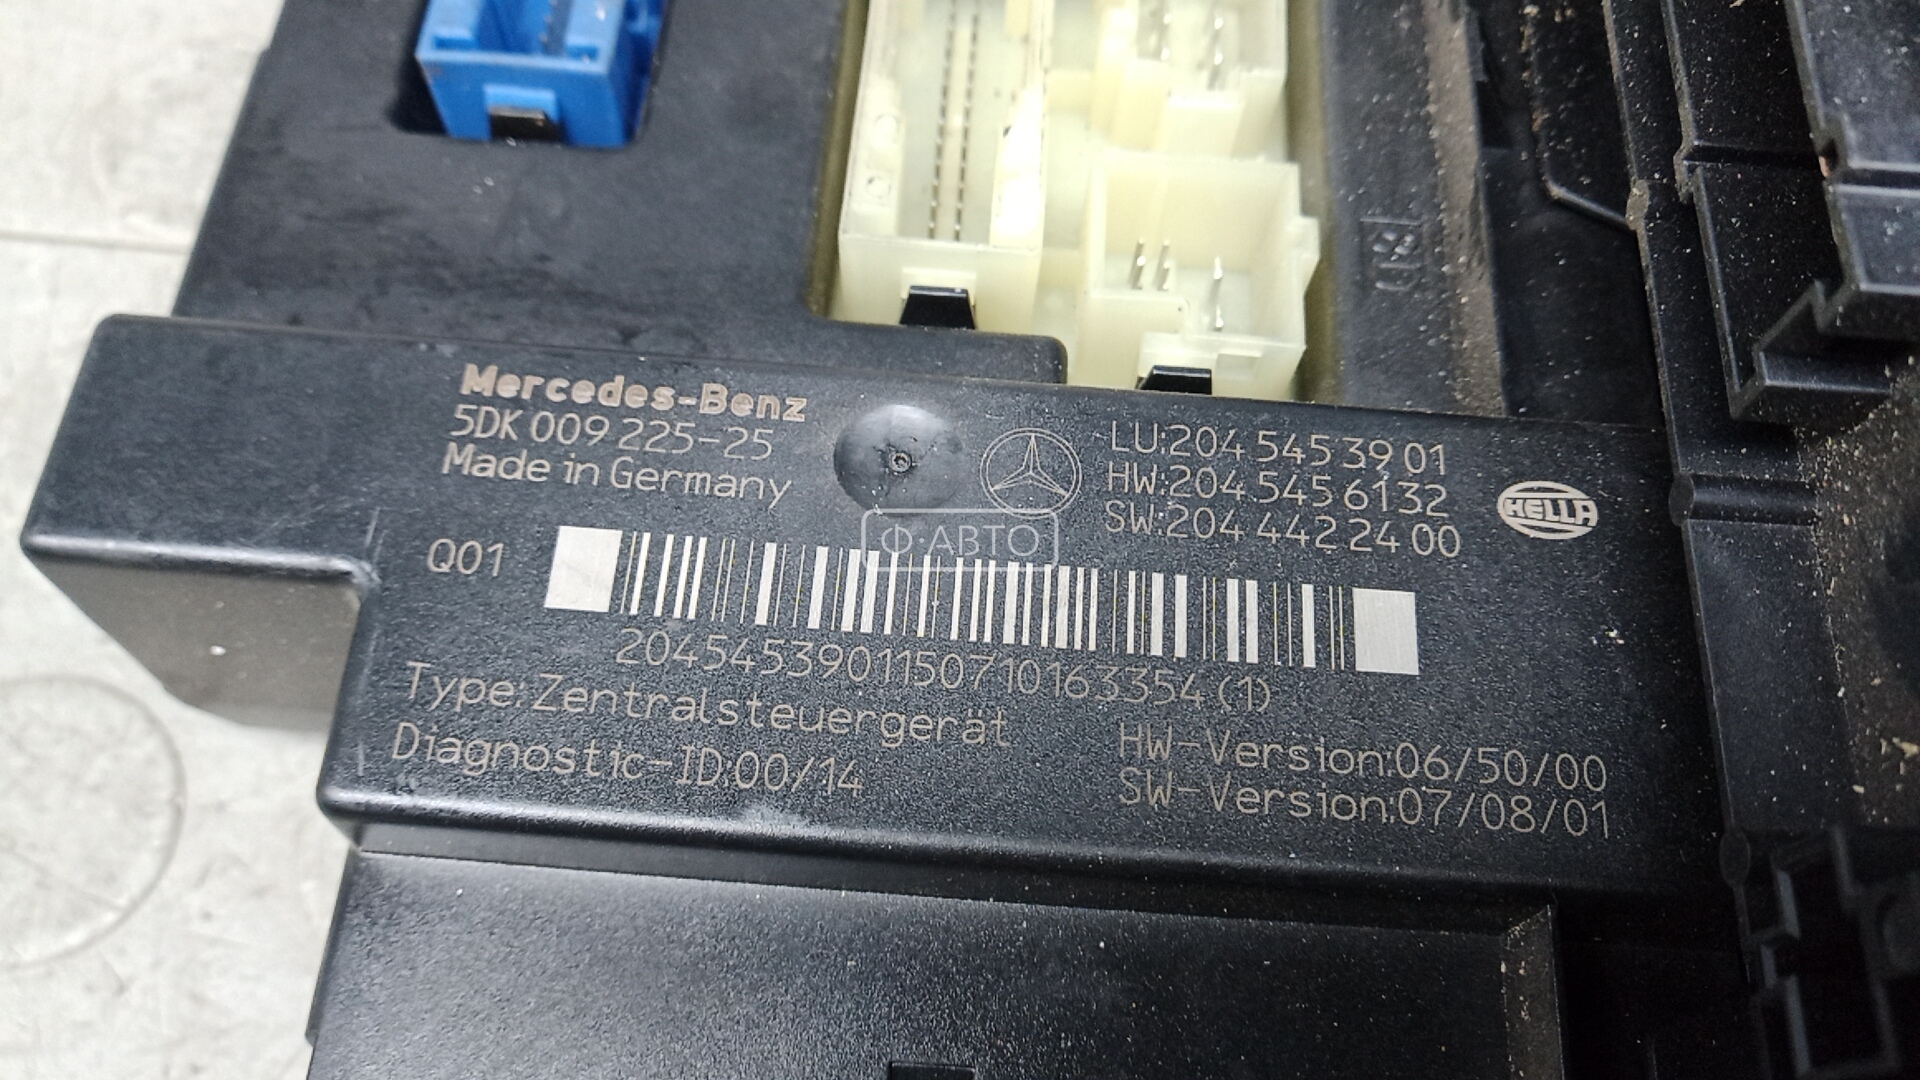 Mercedes-Benz
5DK 009 225-25
Made in Germany
LU:204 545 39 01
HW:204 545 61 32
SW:204 442 24 00
HELLA
Ф·АВТО
Q01
2045453901150710163354 (1)
Type: Zentralsteuergerät
Diagnostic-ID:00/14
HW-Version:06/50/00
SW-Version:07/08/01